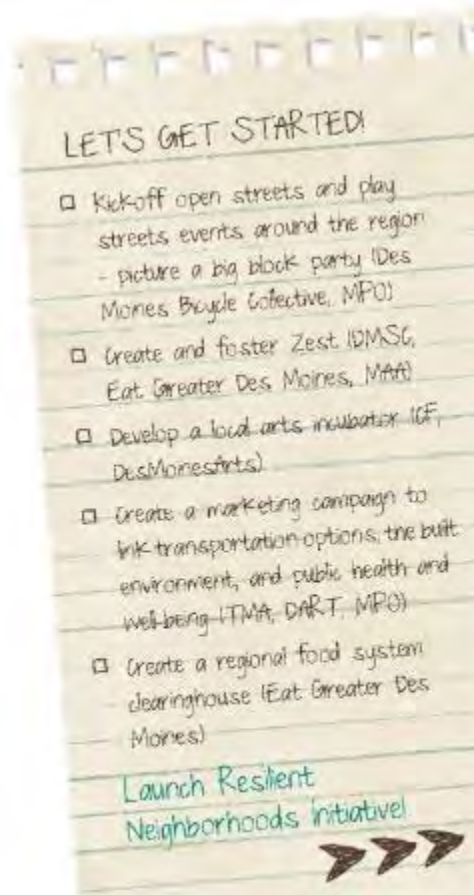 LET'S GET STARTED!
Kick-off open streets and play
streets events around the region
- picture a big block party (Des
Moines Bicycle Collective, MPO)
Create and foster Zest (DMSC,
Eat Greater Des Moines, MAA)
Develop a local arts incubator (CF,
DesMoinesArts)
Create a marketing campaign to
link transportation options, the built
environment, and public health and
well-being (TMA, DART, MPO)
Create a regional food system
clearinghouse (Eat Greater Des
Moines)
Launch Resilient
Neighborhoods initiative!